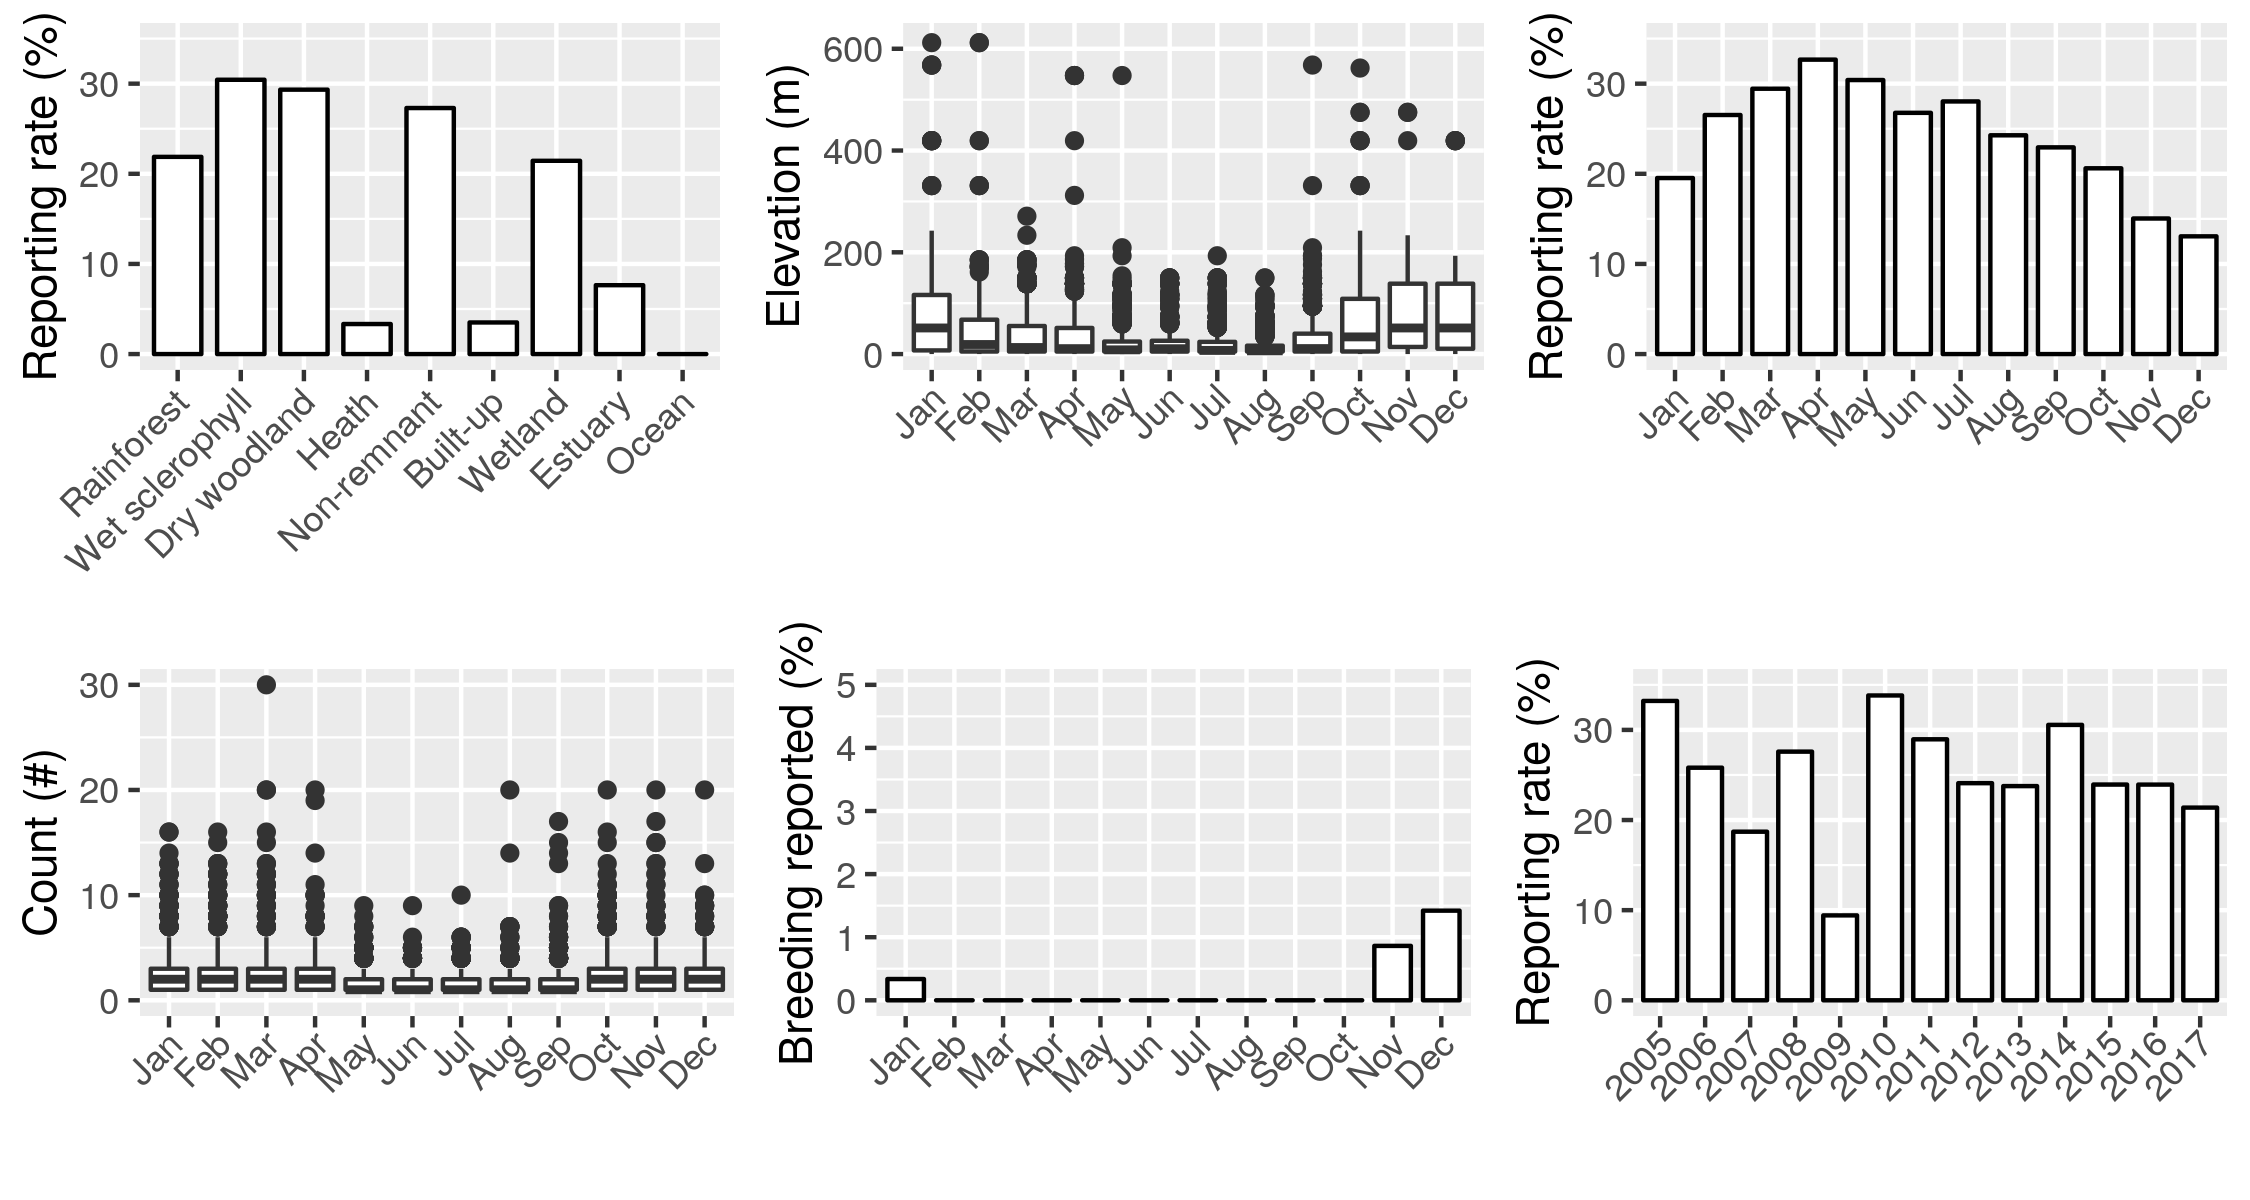 Reporting rate (%)
30
20
10
0
Rainforest
Wet sclerophyll
Dry woodland
Heath
Non-remnant
Built-up
Wetland
Estuary
Ocean
Elevation (m)
600
400
200
0
Jan
Feb
Mar
Apr
May
Jun
Jul
Aug
Sep
Oct
Nov
Dec
Reporting rate (%)
30
20
10
0
Jan
Feb
Mar
Apr
May
Jun
Jul
Aug
Sep
Oct
Nov
Dec
Count (#)
30
20
10
0
Jan
Feb
Mar
Apr
May
Jun
Jul
Aug
Sep
Oct
Nov
Dec
Breeding reported (%)
5
4
3
2
1
0
Jan
Feb
Mar
Apr
May
Jun
Jul
Aug
Sep
Oct
Nov
Dec
Reporting rate (%)
30
20
10
0
2005
2006
2007
2008
2009
2010
2011
2012
2013
2014
2015
2016
2017